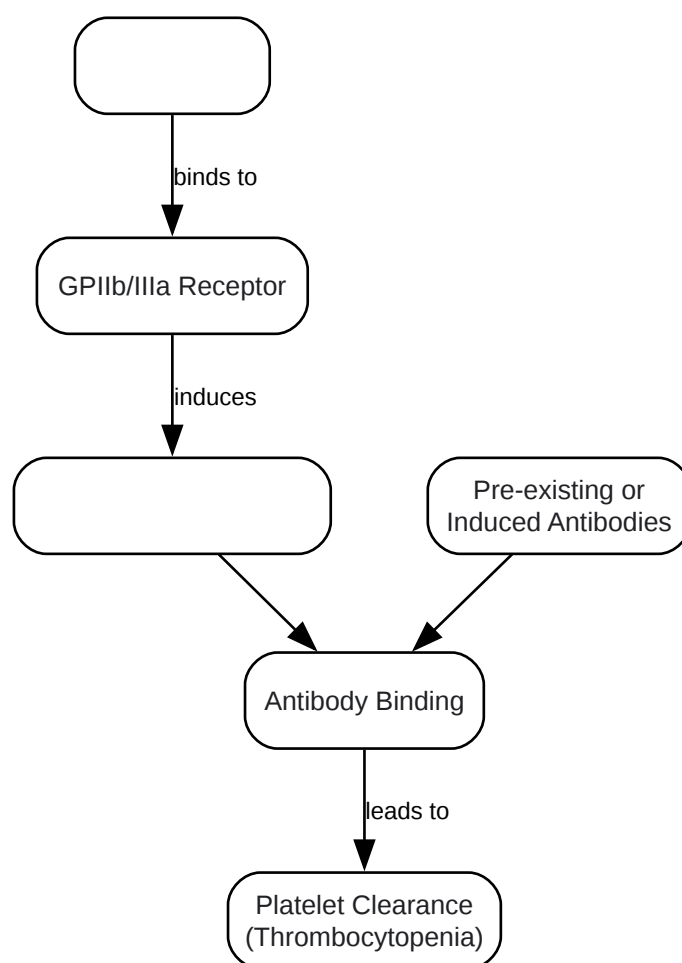 binds to
GPIIb/IIIa Receptor
induces
Pre-existing or
Induced Antibodies
Antibody Binding
leads to
Platelet Clearance
(Thrombocytopenia)